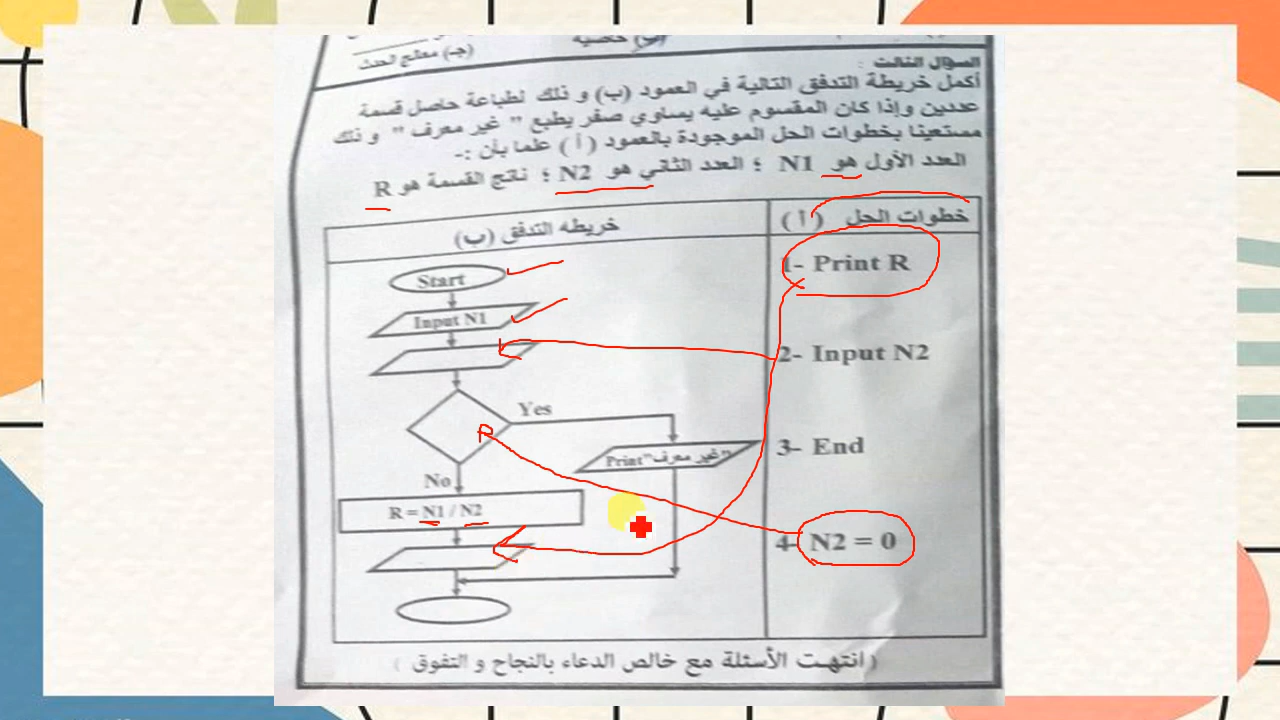 (ب) خاصية
(جـ) معالج الحدث
السؤال الثالث :
أكمل خريطة التدفق التالية في العمود (ب) و ذلك لطباعة حاصل قسمة
عددين وإذا كان المقسوم عليه يساوي صفر يطبع " غير معرف " و ذلك
مستعينا بخطوات الحل الموجودة بالعمود ( أ ) علما بأن :-
العدد الأول هو N1 ؛ العدد الثاني هو N2 ؛ ناتج القسمة هو R
خطوات الحل ( أ )
خريطه التدفق (ب)
1- Print R
2- Input N2
3- End
4- N2 = 0
Start
Input N1
Yes
Print"غير معرف"
No
R = N1 / N2
( انتهت الأسئلة مع خالص الدعاء بالنجاح و التفوق )